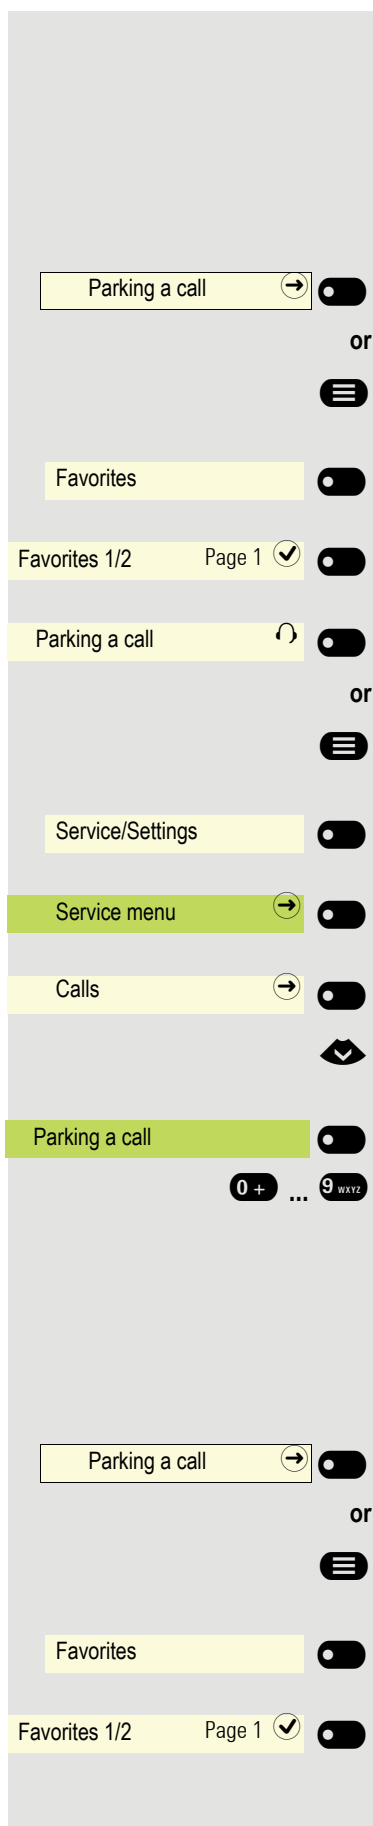 Parking a call
or
Favorites
Favorites 1/2 Page 1
Parking a call
or
Service/Settings
Service menu
Calls
Parking a call
0 + ... 9 WXYZ
Parking a call
or
Favorites
Favorites 1/2 Page 1